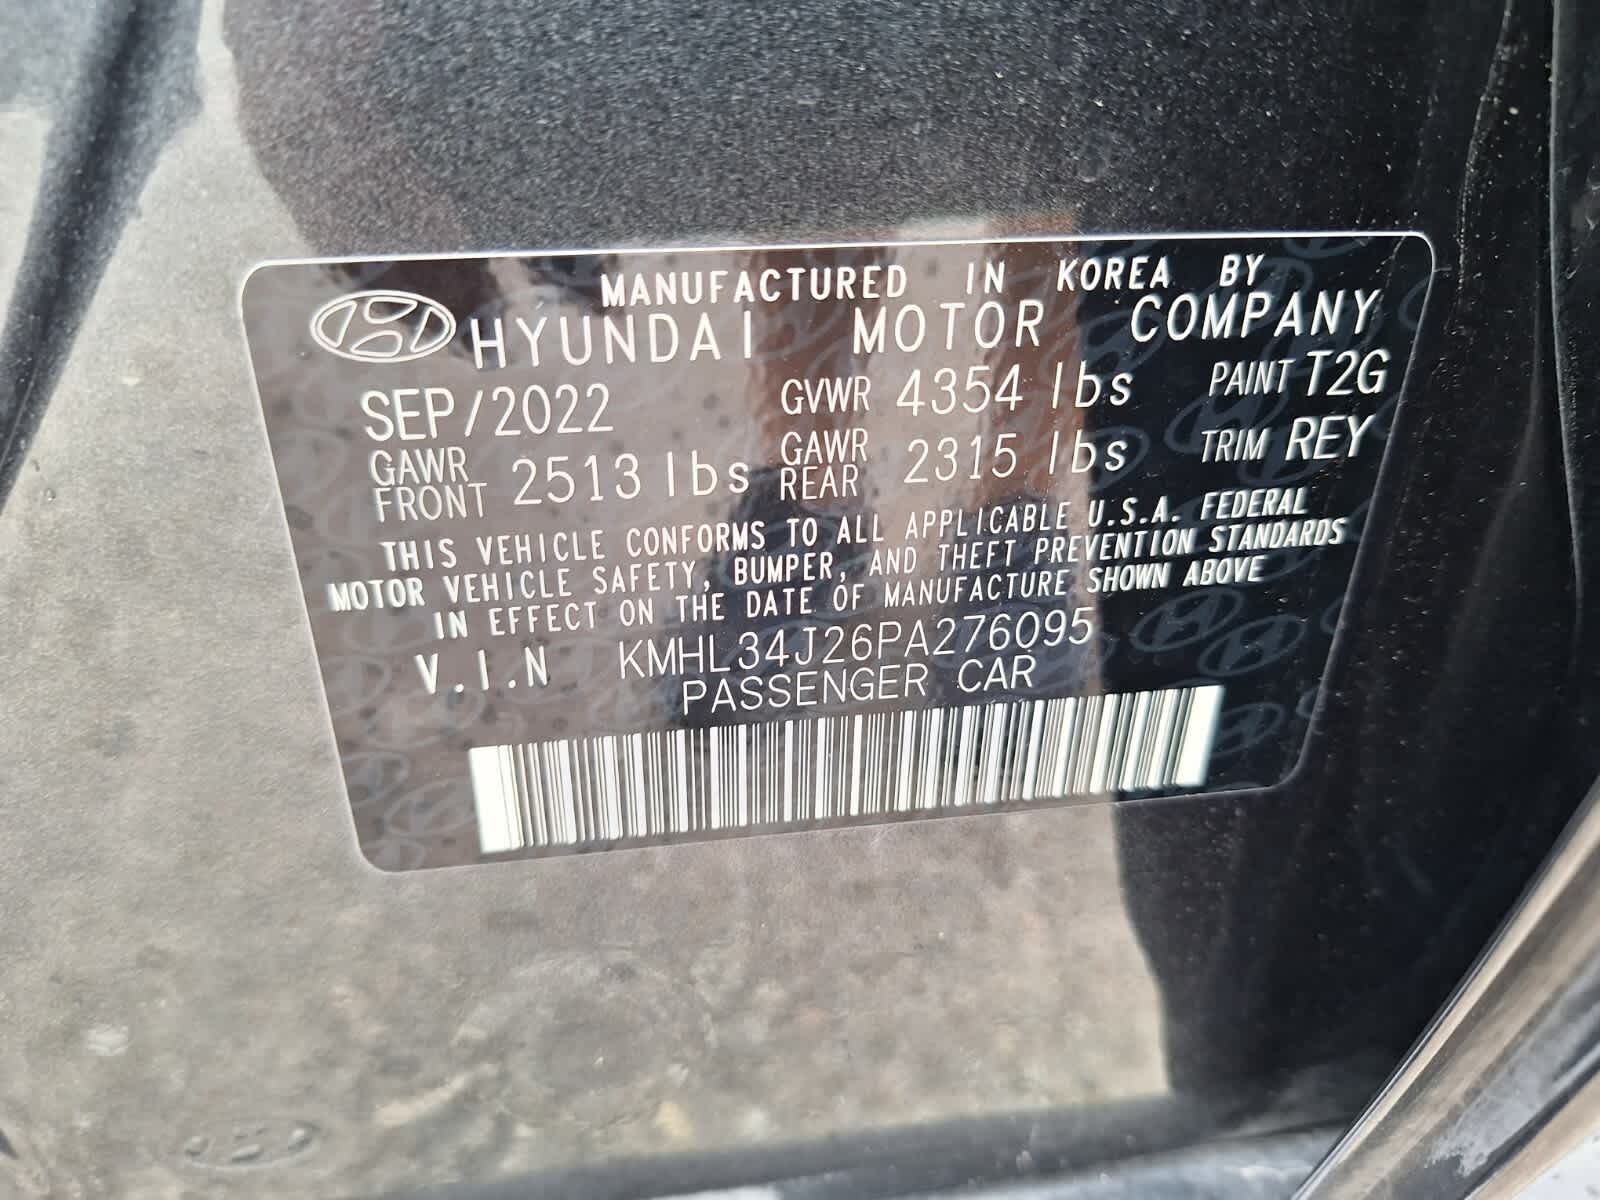 MANUFACTURED IN KOREA BY
HYUNDAI MOTOR COMPANY
SEP/2022 GVWR 4354 lbs PAINT T2G
GAWR FRONT 2513 lbs GAWR REAR 2315 lbs TRIM REY
THIS VEHICLE CONFORMS TO ALL APPLICABLE U.S.A. FEDERAL
MOTOR VEHICLE SAFETY, BUMPER, AND THEFT PREVENTION STANDARDS
IN EFFECT ON THE DATE OF MANUFACTURE SHOWN ABOVE
V.I.N KMHL34J26PA276095
PASSENGER CAR